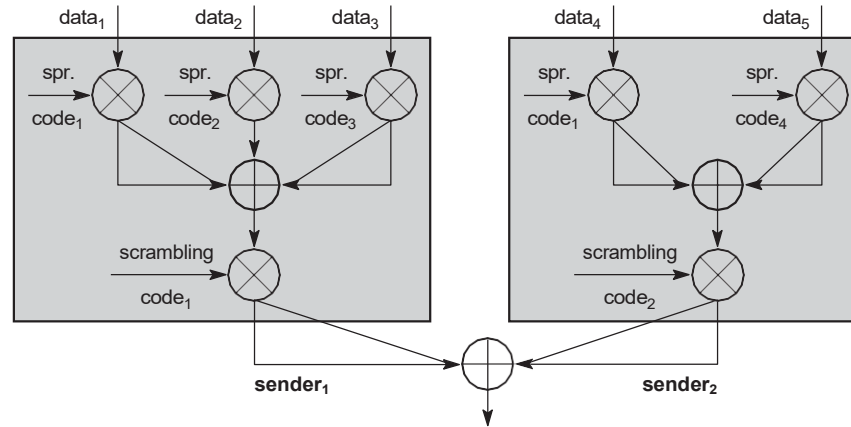 data₁ data₂ data₃ data₄ data₅
spr. spr. spr. spr. spr.
code₁ code₂ code₃ code₁ code₄
scrambling scrambling
code₁ code₂
sender₁ sender₂